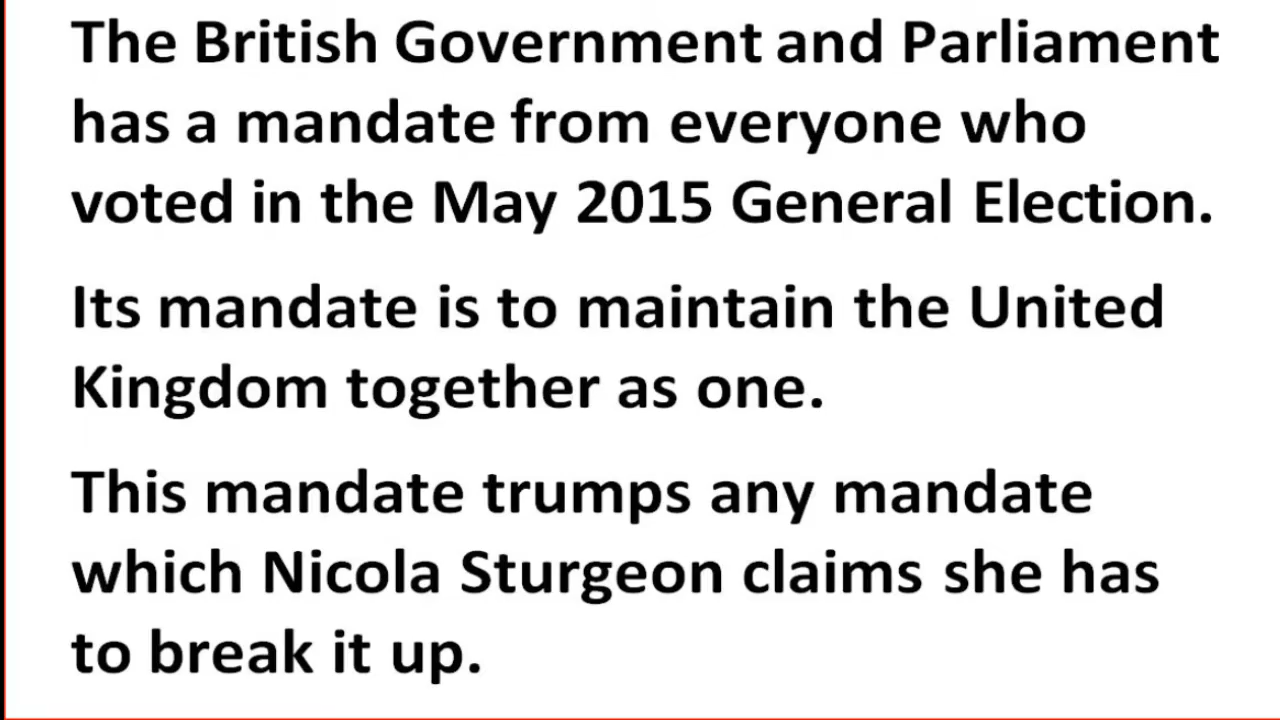 The British Government and Parliament
has a mandate from everyone who
voted in the May 2015 General Election.
Its mandate is to maintain the United
Kingdom together as one.
This mandate trumps any mandate
which Nicola Sturgeon claims she has
to break it up.